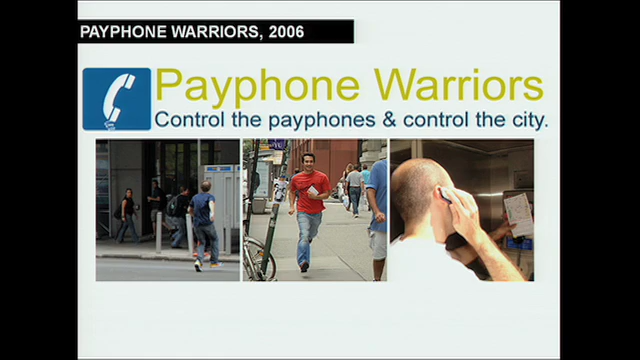 PAYPHONE WARRIORS, 2006
Payphone Warriors
Control the payphones & control the city.